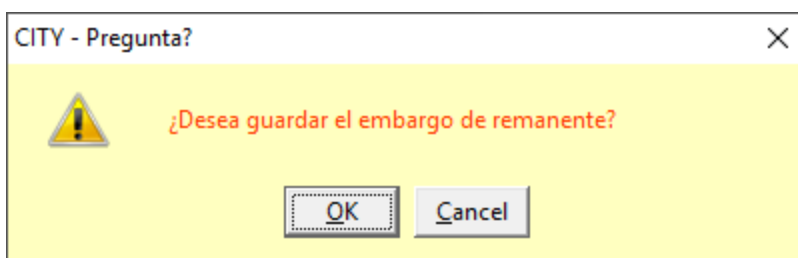 CITY - Pregunta?
¿Desea guardar el embargo de remanente?
OK Cancel